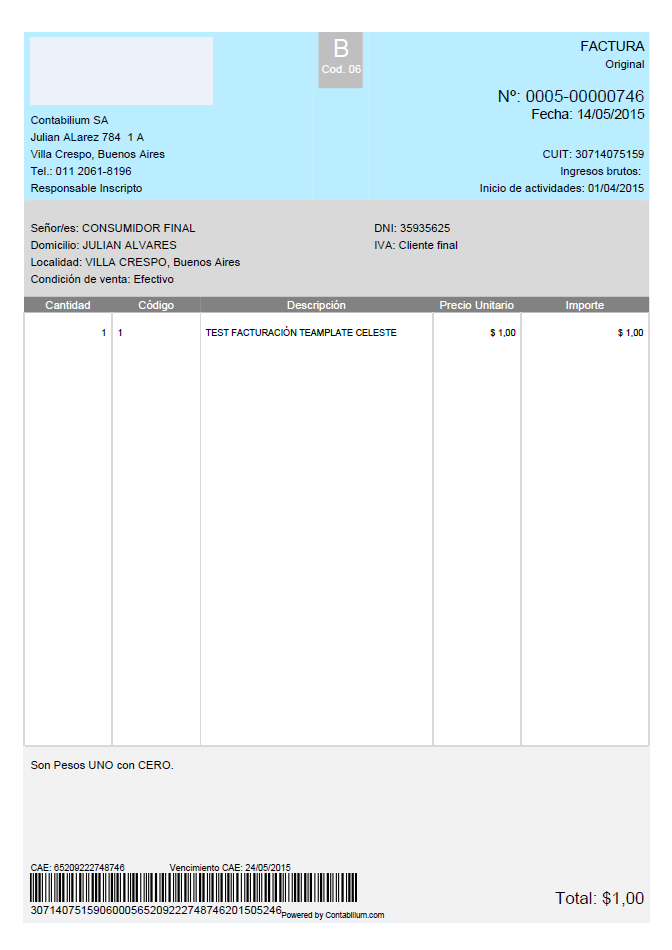 B
Cod. 06
FACTURA
Original
Nº: 0005-00000746
Fecha: 14/05/2015
Contabilium SA
Julian ALarez 784 1 A
Villa Crespo, Buenos Aires
Tel.: 011 2061-8196
Responsable Inscripto
CUIT: 30714075159
Ingresos brutos:
Inicio de actividades: 01/04/2015
Señor/es: CONSUMIDOR FINAL
Domicilio: JULIAN ALVARES
Localidad: VILLA CRESPO, Buenos Aires
Condición de venta: Efectivo
DNI: 35935625
IVA: Cliente final
Cantidad Código Descripción Precio Unitario Importe
1 1 TEST FACTURACIÓN TEAMPLATE CELESTE $ 1,00 $ 1,00
Son Pesos UNO con CERO.
CAE: 65209222748746 Vencimiento CAE: 24/05/2015
307140751590600056520922274874620150524​6
Powered by Contabilium.com
Total: $1,00